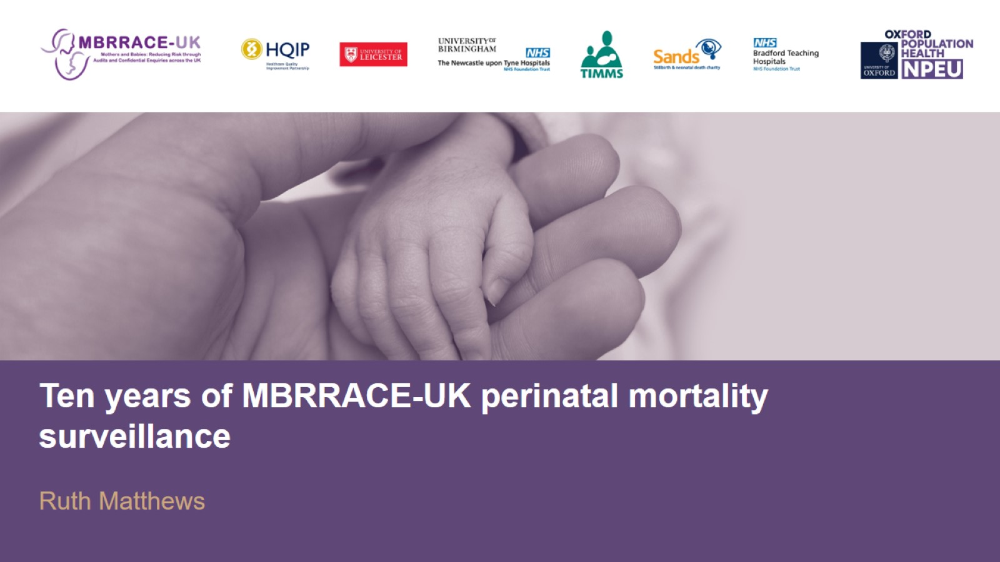 MBRRACE-UK
Mothers and Babies: Reducing Risk through
Audits and Confidential Enquiries across the UK
HQIP
Healthcare Quality
Improvement Partnership
UNIVERSITY OF
LEICESTER
UNIVERSITYOF
BIRMINGHAM
NHS
The Newcastle upon Tyne Hospitals
NHS Foundation Trust
TIMMS
Sands
Stillbirth & neonatal death charity
NHS
Bradford Teaching
Hospitals
NHS Foundation Trust
UNIVERSITY OF
OXFORD
OXFORD
POPULATION
HEALTH
NPEU
Ten years of MBRRACE-UK perinatal mortality
surveillance
Ruth Matthews